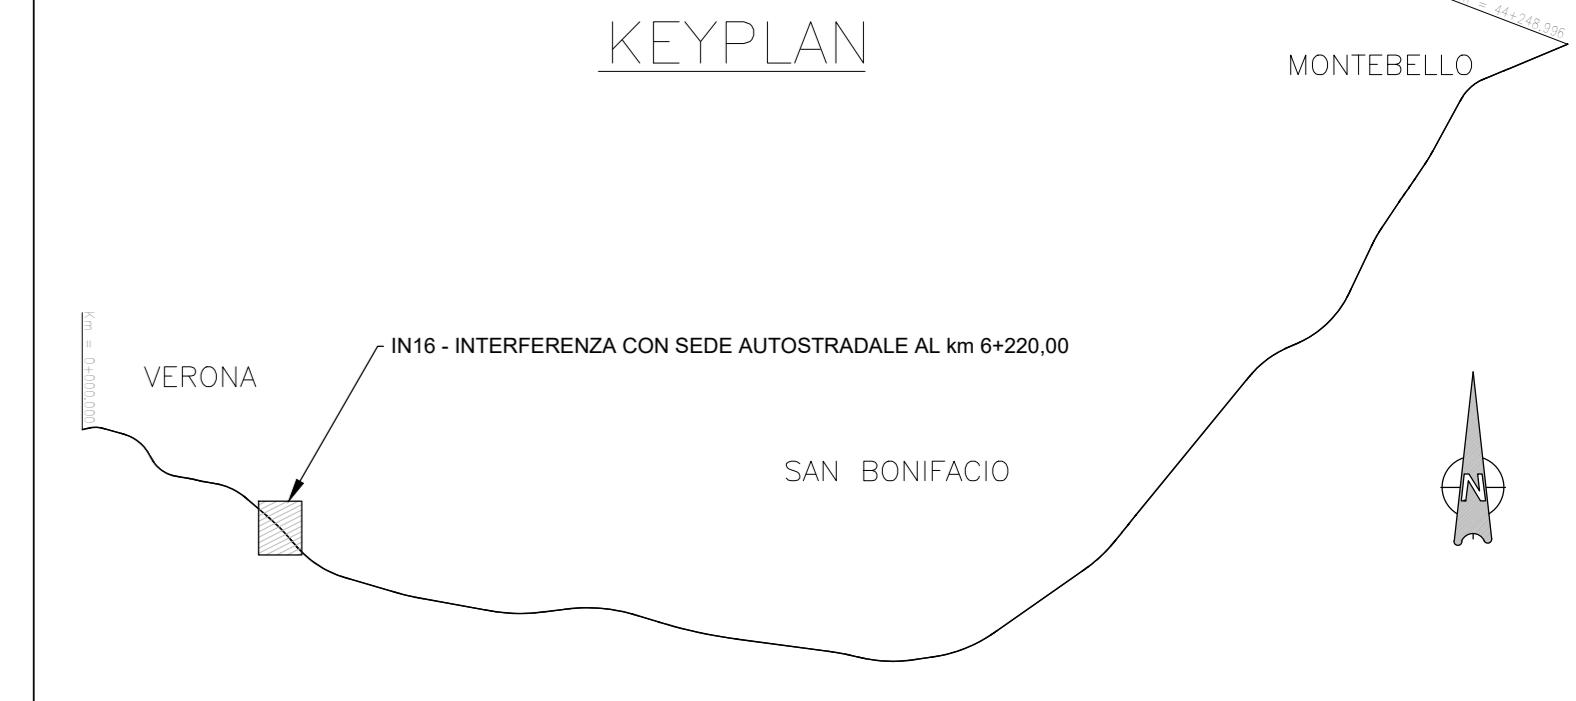 KEYPLAN
= 44+248.996
MONTEBELLO
Km = 0+000.000
IN16 - INTERFERENZA CON SEDE AUTOSTRADALE AL km 6+220,00
VERONA
SAN BONIFACIO
N